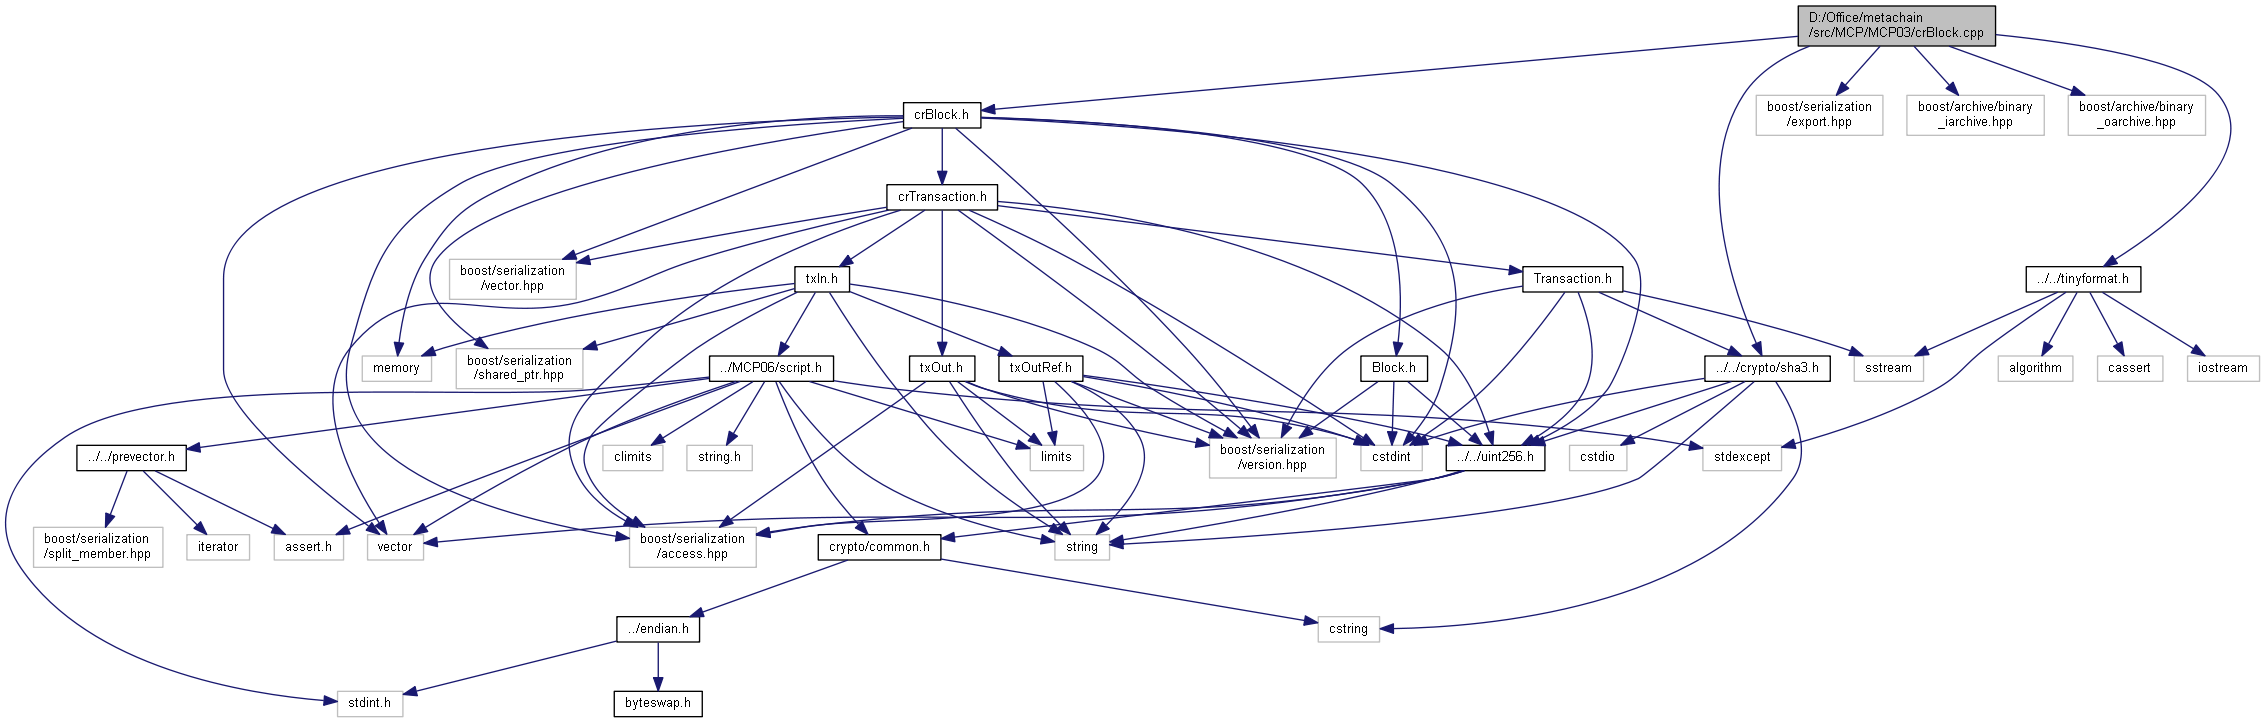 D:/Office/metachain
/src/MCP/MCP03/crBlock.cpp
crBlock.h
boost/serialization
/export.hpp
boost/archive/binary
_iarchive.hpp
boost/archive/binary
_oarchive.hpp
crTransaction.h
boost/serialization
/vector.hpp
txIn.h
Transaction.h
../../tinyformat.h
memory
boost/serialization
/shared_ptr.hpp
../MCP06/script.h
txOut.h
txOutRef.h
Block.h
../../crypto/sha3.h
sstream
algorithm
cassert
iostream
../../prevector.h
climits
string.h
limits
boost/serialization
/version.hpp
cstdint
../../uint256.h
cstdio
stdexcept
boost/serialization
/split_member.hpp
iterator
assert.h
vector
boost/serialization
/access.hpp
crypto/common.h
string
../endian.h
cstring
stdint.h
byteswap.h